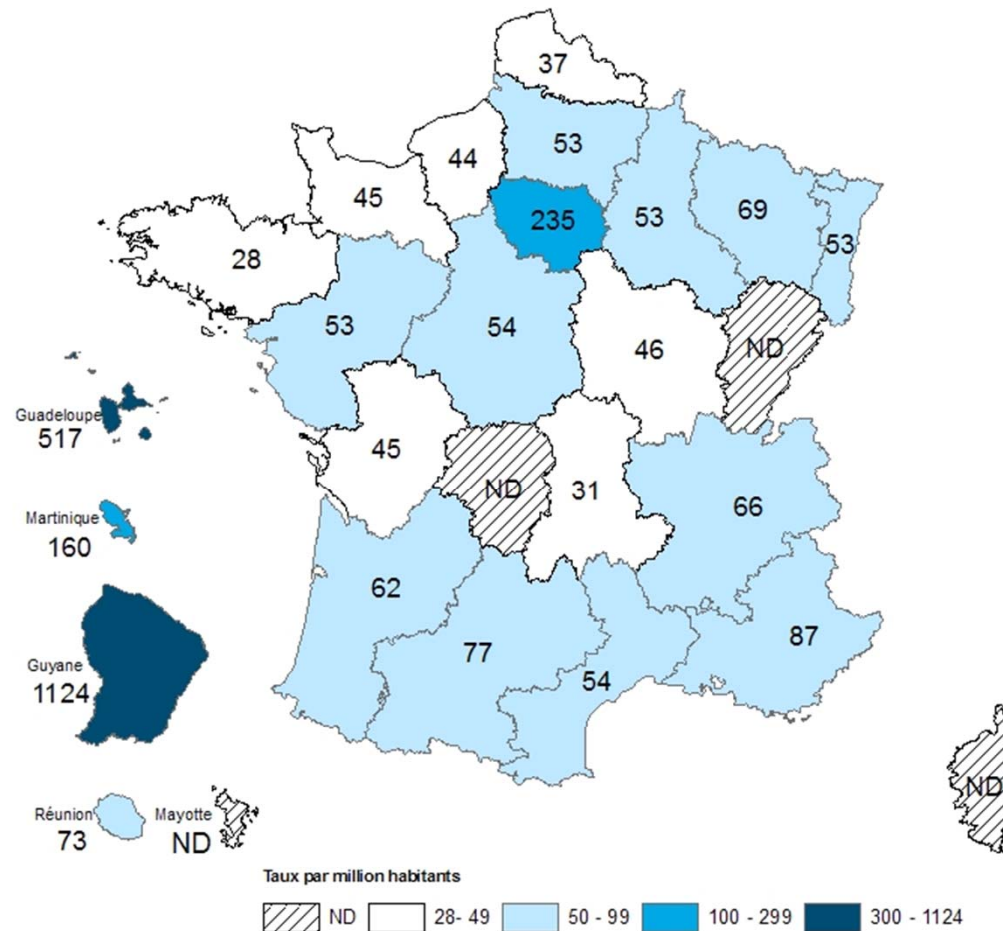 37
53
44
45
235
53
69
53
28
53
54
46
ND
Guadeloupe
517
45
ND
31
66
Martinique
160
62
77
54
87
Guyane
1124
Réunion
73
Mayotte
ND
ND
Taux par million habitants
ND
28- 49
50 - 99
100 - 299
300 - 1124